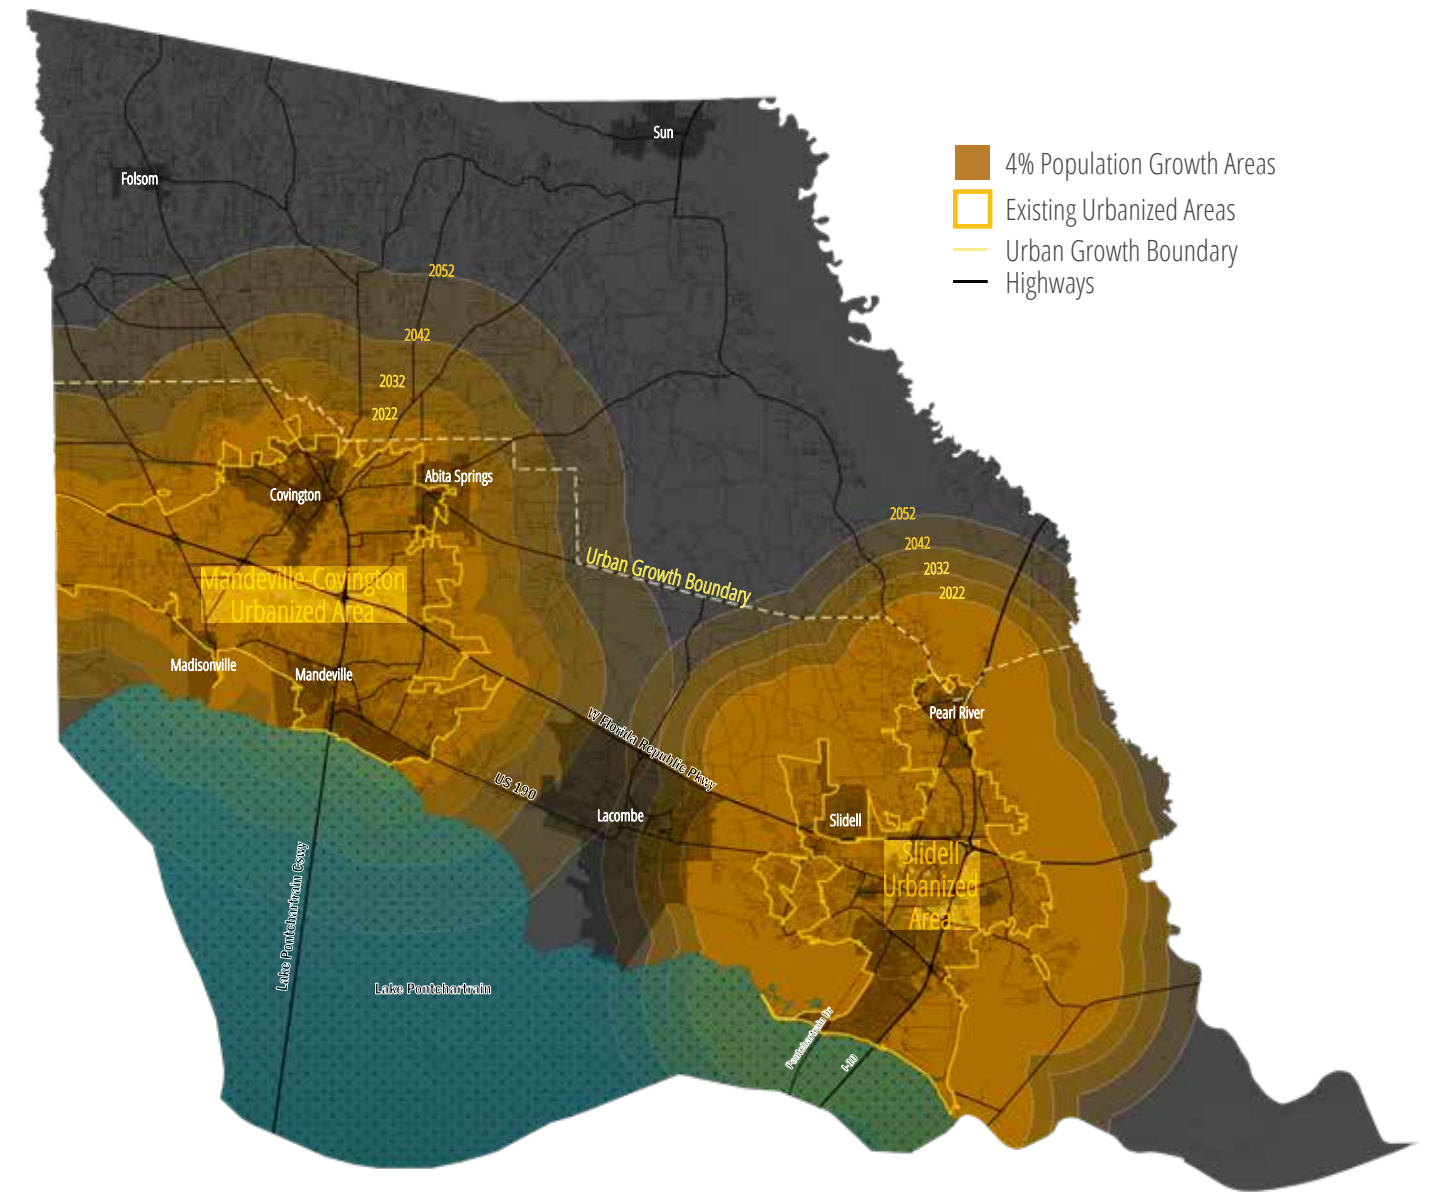 Sun
Folsom
4% Population Growth Areas
Existing Urbanized Areas
Urban Growth Boundary
Highways
2052
2042
2032
2022
Abita Springs
Covington
2052
2042
2032
2022
Urban Growth Boundary
Mandeville-Covington
Urbanized Area
Madisonville
Mandeville
Pearl River
W Florida Republic Pkwy
US 190
Lacombe
Slidell
Slidell
Urbanized
Area
Lake Pontchartrain Cswy
Lake Pontchartrain
Pontchartrain Dr
I-10